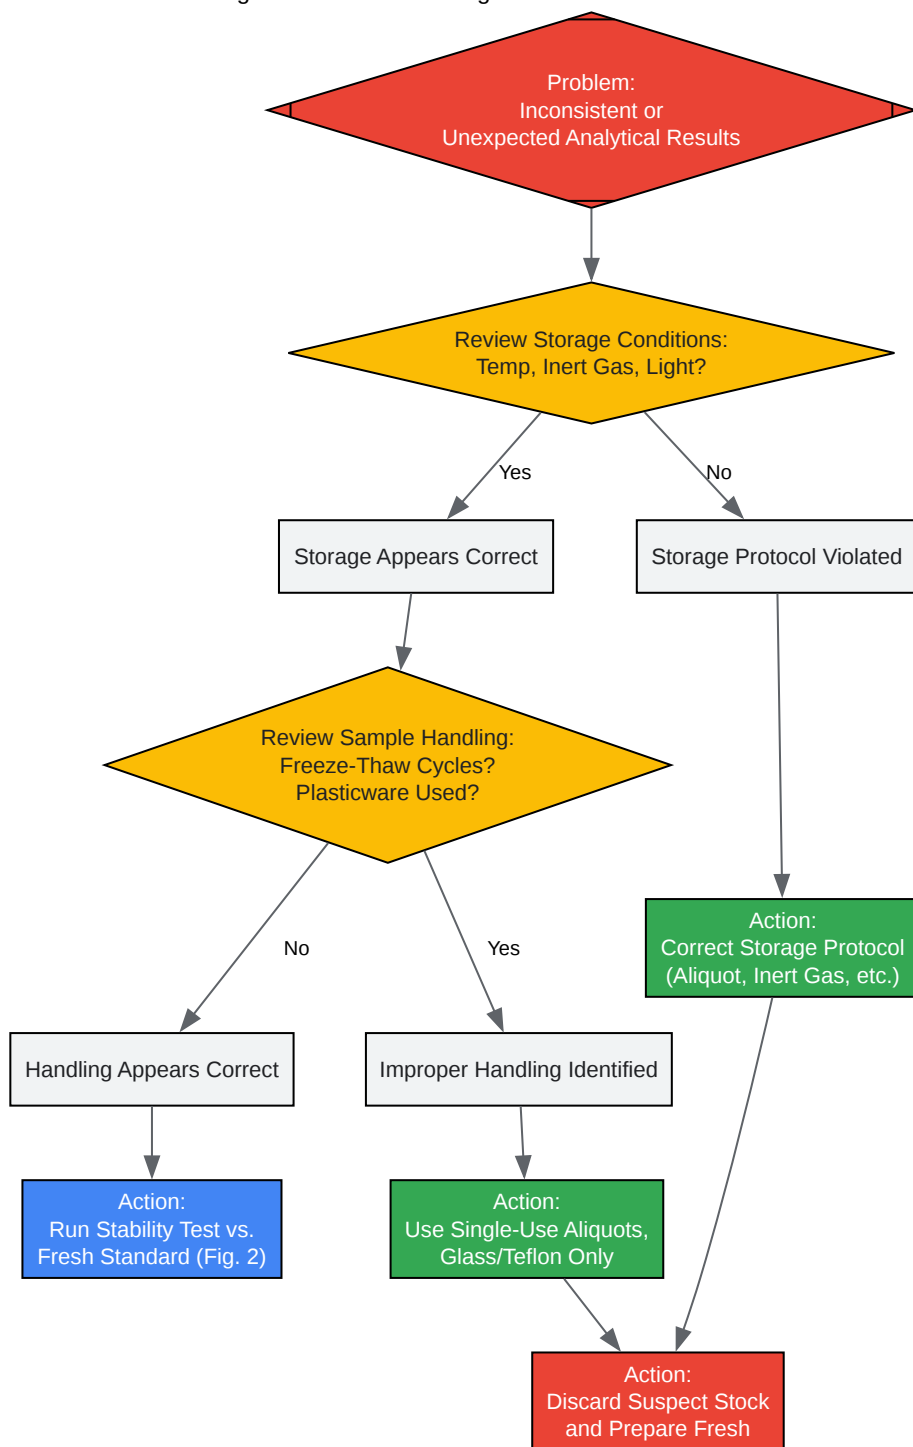 Problem:
Inconsistent or
Unexpected Analytical Results
Review Storage Conditions:
Temp, Inert Gas, Light?
Yes
No
Storage Appears Correct
Storage Protocol Violated
Review Sample Handling:
Freeze-Thaw Cycles?
Plasticware Used?
No
Yes
Action:
Correct Storage Protocol
(Aliquot, Inert Gas, etc.)
Handling Appears Correct
Improper Handling Identified
Action:
Run Stability Test vs.
Fresh Standard (Fig. 2)
Action:
Use Single-Use Aliquots,
Glass/Teflon Only
Action:
Discard Suspect Stock
and Prepare Fresh